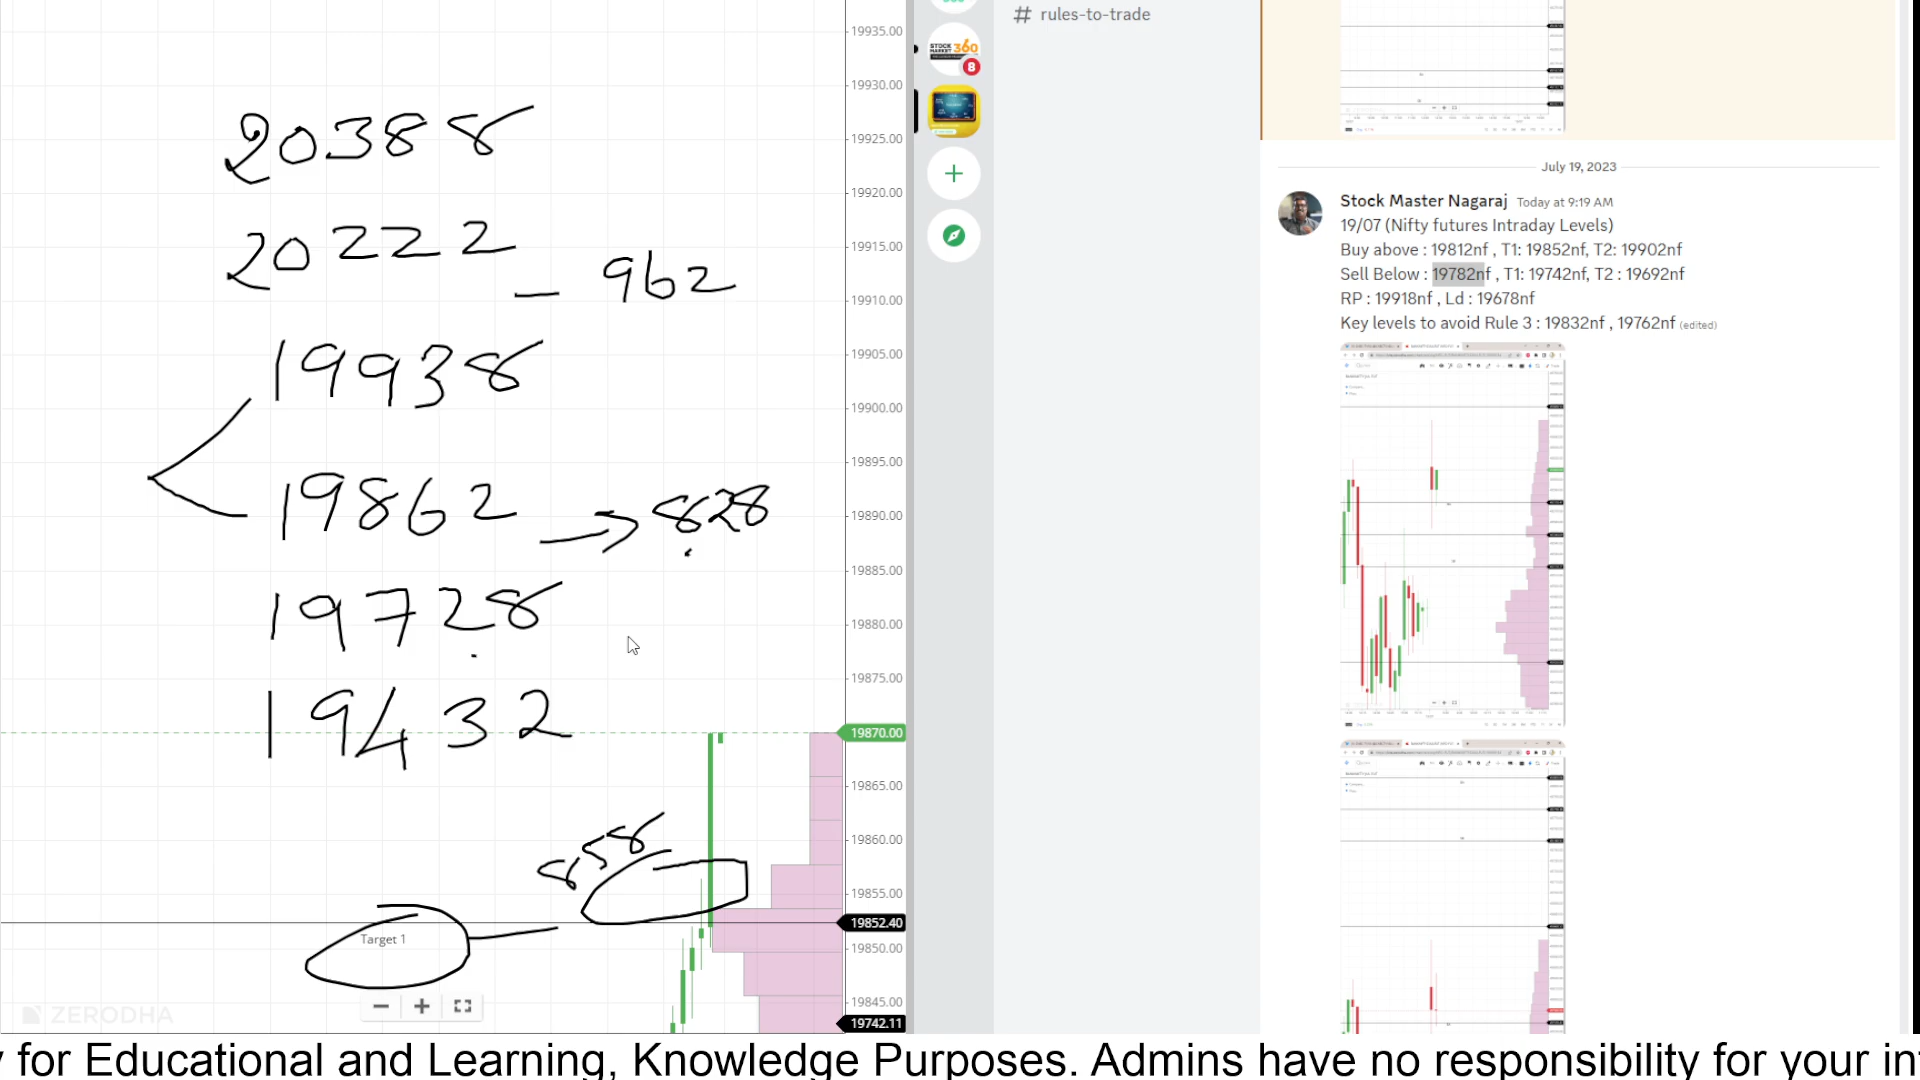 20388
20222
- 962
19938
19862 → 828
19728
19432
858
Target 1
ZERODHA
19935.00
19930.00
19925.00
19920.00
19915.00
19910.00
19905.00
19900.00
19895.00
19890.00
19885.00
19880.00
19875.00
19870.00
19865.00
19860.00
19855.00
19852.40
19850.00
19845.00
19742.11
STOCK MARKET 360
8
# rules-to-trade
July 19, 2023
Stock Master Nagaraj Today at 9:19 AM
19/07 (Nifty futures Intraday Levels)
Buy above : 19812nf , T1: 19852nf, T2: 19902nf
Sell Below : 19782nf , T1: 19742nf, T2 : 19692nf
RP : 19918nf , Ld : 19678nf
Key levels to avoid Rule 3 : 19832nf , 19762nf (edited)
for Educational and Learning, Knowledge Purposes. Admins have no responsibility for your